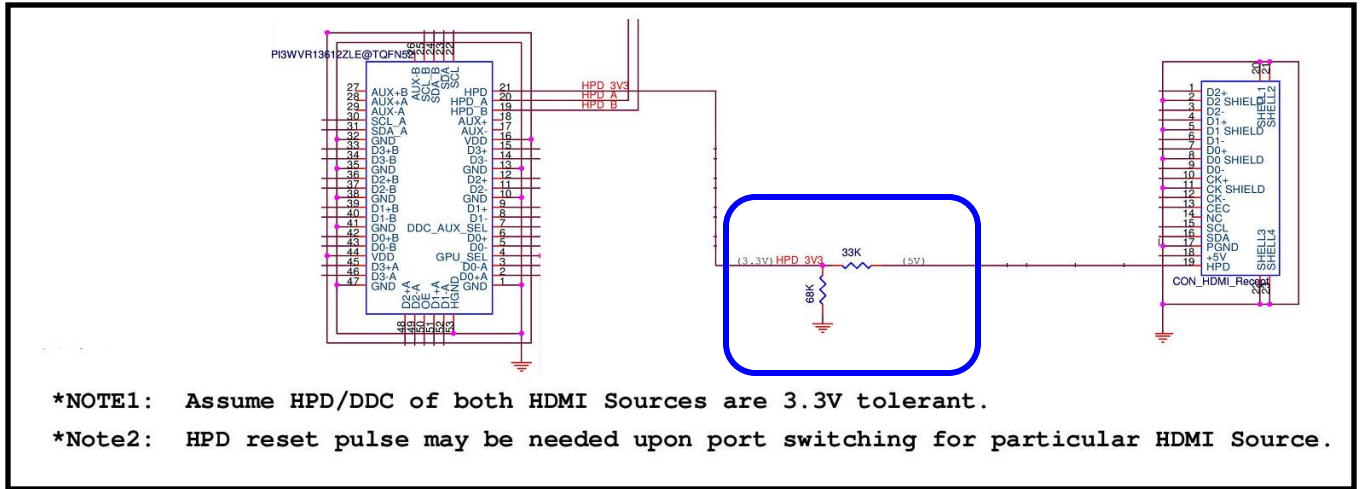 PI3WVR13612ZLE@TQFN52
26 25 24 23 22
AUX-B SCL_B SDA_B SDA SCL
27 AUX+B
28 AUX+A
29 AUX-A
30 SCL_A
31 SDA_A
32 GND
33 D3+B
34 D3-B
35 GND
36 D2+B
37 D2-B
38 GND
39 D1+B
40 D1-B
41 GND
42 D0+B
43 D0-B
44 VDD
45 D3+A
46 D3-A
47 GND
HPD 21
HPD_A 20
HPD_B 19
AUX+ 18
AUX- 17
VDD 16
D3+ 15
D3- 14
GND 13
D2+ 12
D2- 11
GND 10
D1+ 9
D1- 8
DDC_AUX_SEL 7
D0+ 6
D0- 5
GPU_SEL 4
D0-A 3
D0+A 2
GND 1
D2+A D2-A OE D1+A D1-A HGND
48 49 50 51 52 53
HPD_3V3
HPD_A
HPD_B
(3.3V) HPD_3V3
33K
(5V)
68K
20 21
SHELL1 SHELL2
1 D2+
2 D2 SHIELD
3 D2-
4 D1+
5 D1 SHIELD
6 D1-
7 D0+
8 D0 SHIELD
9 D0-
10 CK+
11 CK SHIELD
12 CK-
13 CEC
14 NC
15 SCL
16 SDA
17 PGND
18 +5V
19 HPD
SHELL3 SHELL4
CON_HDMI_Recept
*NOTE1: Assume HPD/DDC of both HDMI Sources are 3.3V tolerant.
*Note2: HPD reset pulse may be needed upon port switching for particular HDMI Source.